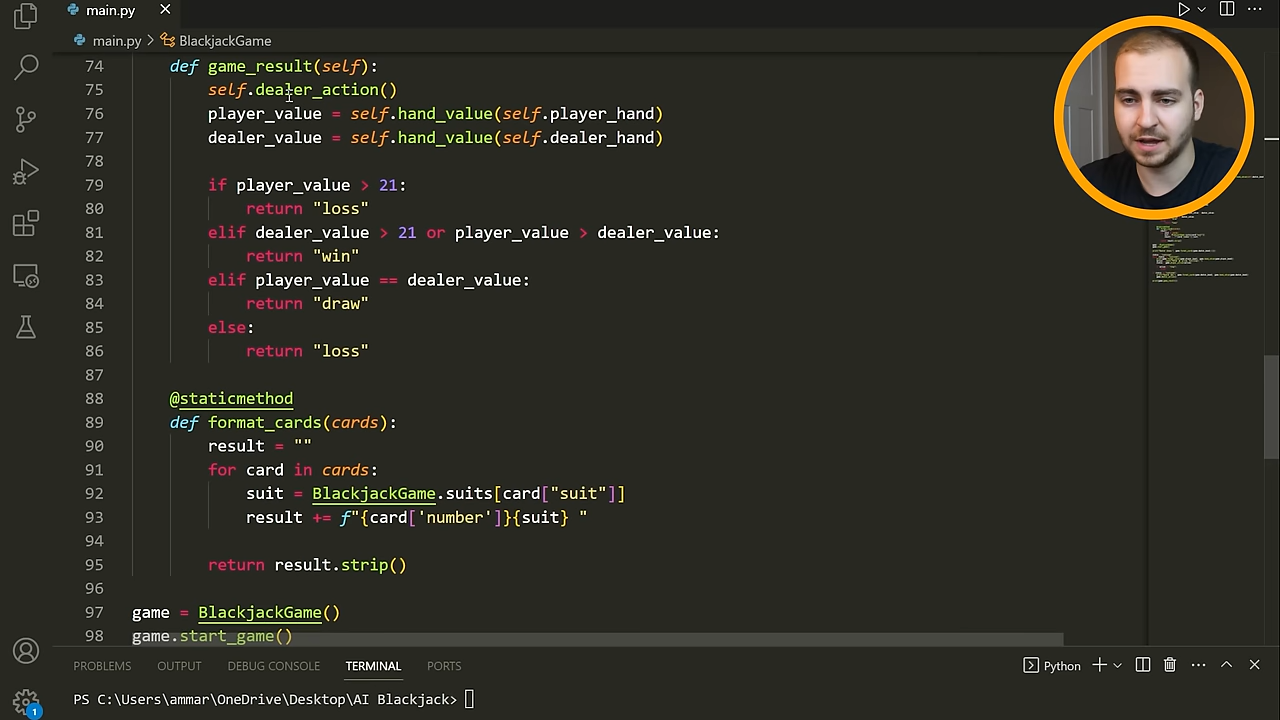 main.py
main.py > BlackjackGame
74 def game_result(self):
75 self.dealer_action()
76 player_value = self.hand_value(self.player_hand)
77 dealer_value = self.hand_value(self.dealer_hand)
78
79 if player_value > 21:
80 return "loss"
81 elif dealer_value > 21 or player_value > dealer_value:
82 return "win"
83 elif player_value == dealer_value:
84 return "draw"
85 else:
86 return "loss"
87
88 @staticmethod
89 def format_cards(cards):
90 result = ""
91 for card in cards:
92 suit = BlackjackGame.suits[card["suit"]]
93 result += f"{card['number']}{suit} "
94
95 return result.strip()
96
97 game = BlackjackGame()
98 game.start_game()
PROBLEMS OUTPUT DEBUG CONSOLE TERMINAL PORTS Python
PS C:\Users\ammar\OneDrive\Desktop\AI Blackjack>
1